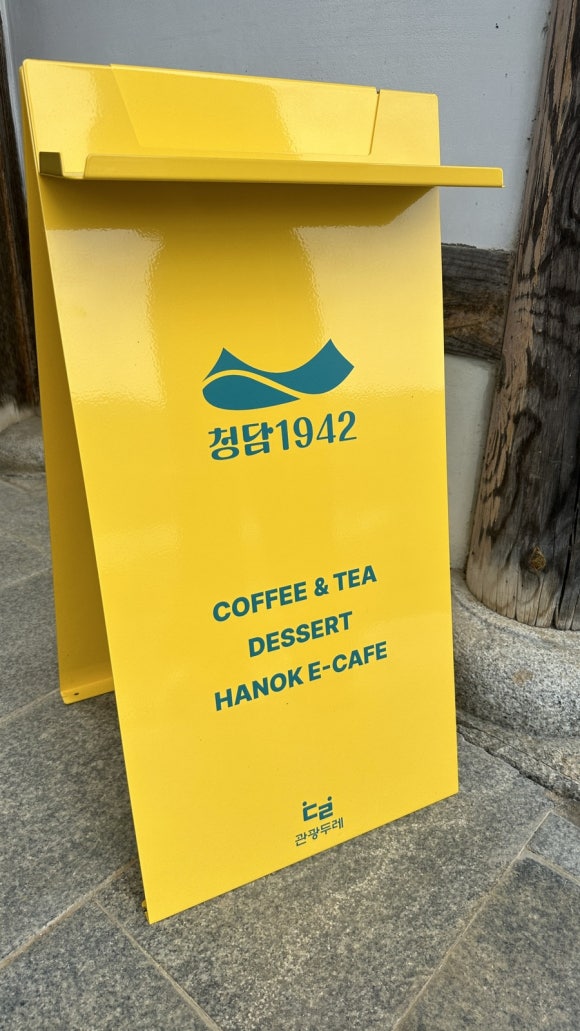 청담1942
COFFEE & TEA
DESSERT
HANOK E-CAFE
관광두레